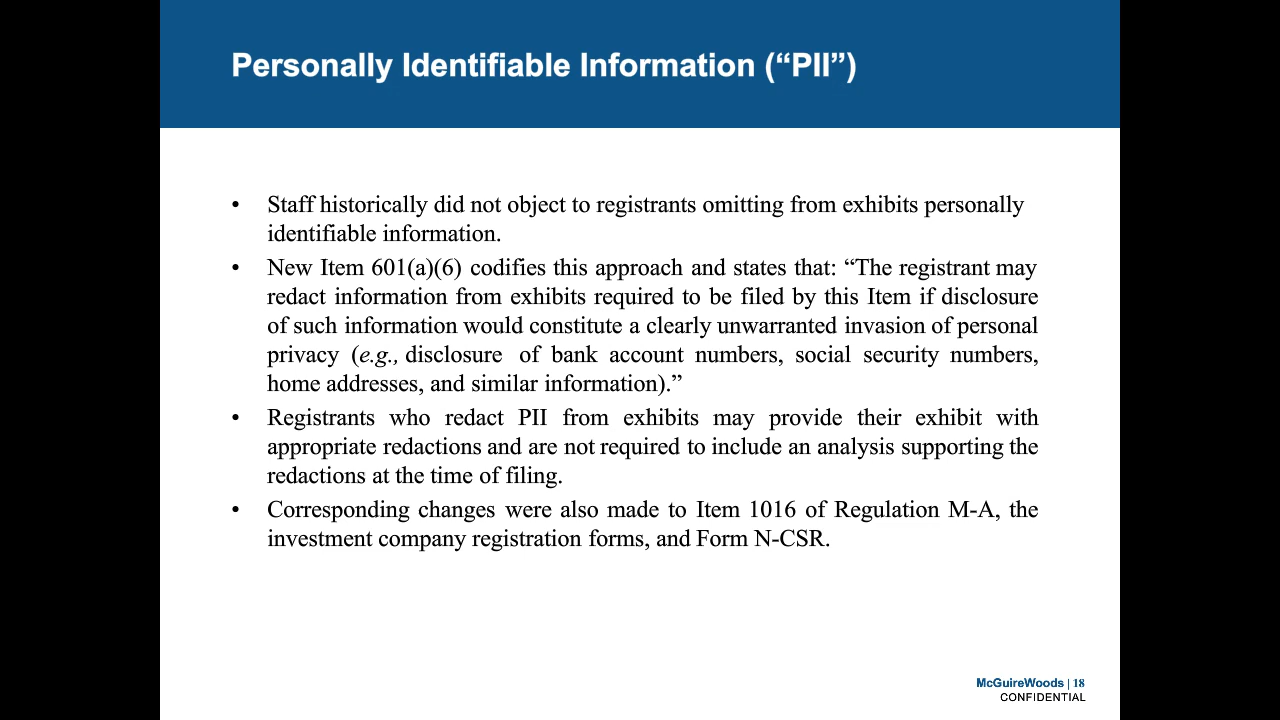 Personally Identifiable Information (“PII”)
• Staff historically did not object to registrants omitting from exhibits personally
identifiable information.
• New Item 601(a)(6) codifies this approach and states that: “The registrant may
redact information from exhibits required to be filed by this Item if disclosure
of such information would constitute a clearly unwarranted invasion of personal
privacy (e.g., disclosure of bank account numbers, social security numbers,
home addresses, and similar information).”
• Registrants who redact PII from exhibits may provide their exhibit with
appropriate redactions and are not required to include an analysis supporting the
redactions at the time of filing.
• Corresponding changes were also made to Item 1016 of Regulation M-A, the
investment company registration forms, and Form N-CSR.
McGuireWoods | 18
CONFIDENTIAL